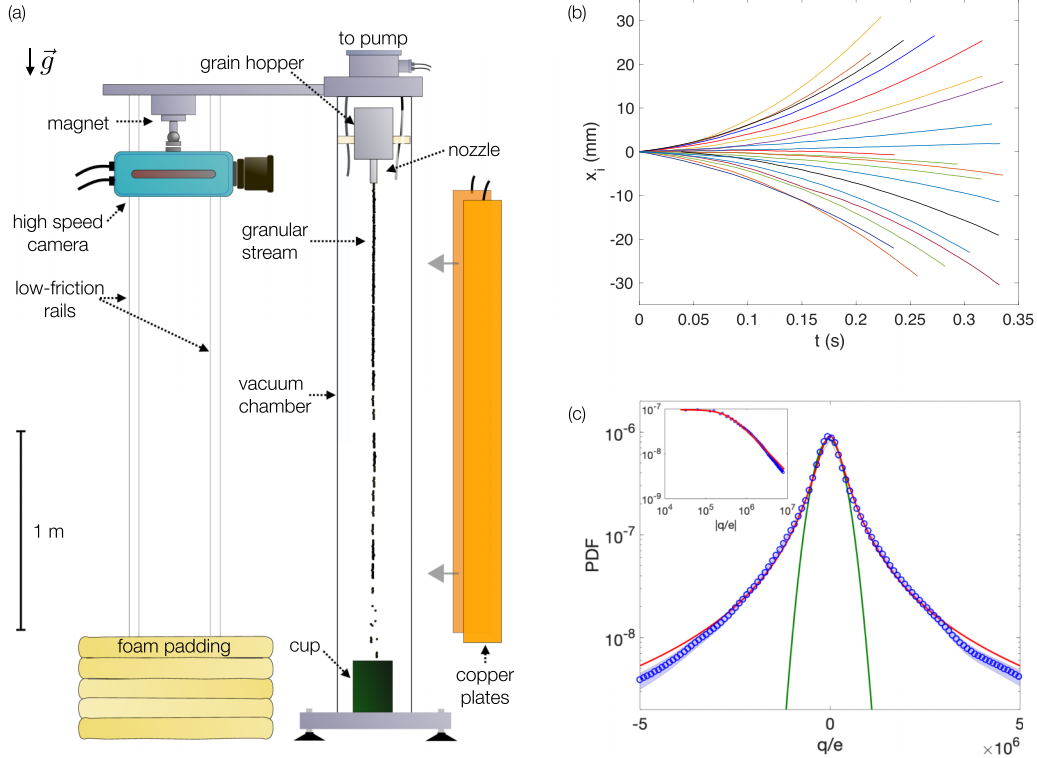 (a)
g
to pump
grain hopper
magnet
nozzle
high speed
camera
granular
stream
low-friction
rails
vacuum
chamber
1 m
foam padding
cup
copper
plates
(b)
30
20
10
0
-10
-20
-30
x_i (mm)
0
0.05
0.1
0.15
0.2
0.25
0.3
0.35
t (s)
(c)
10^-7
10^-8
10^-9
10^4
10^5
10^6
10^7
|q/e|
10^-6
10^-7
10^-8
PDF
-5
0
5
q/e
×10^6